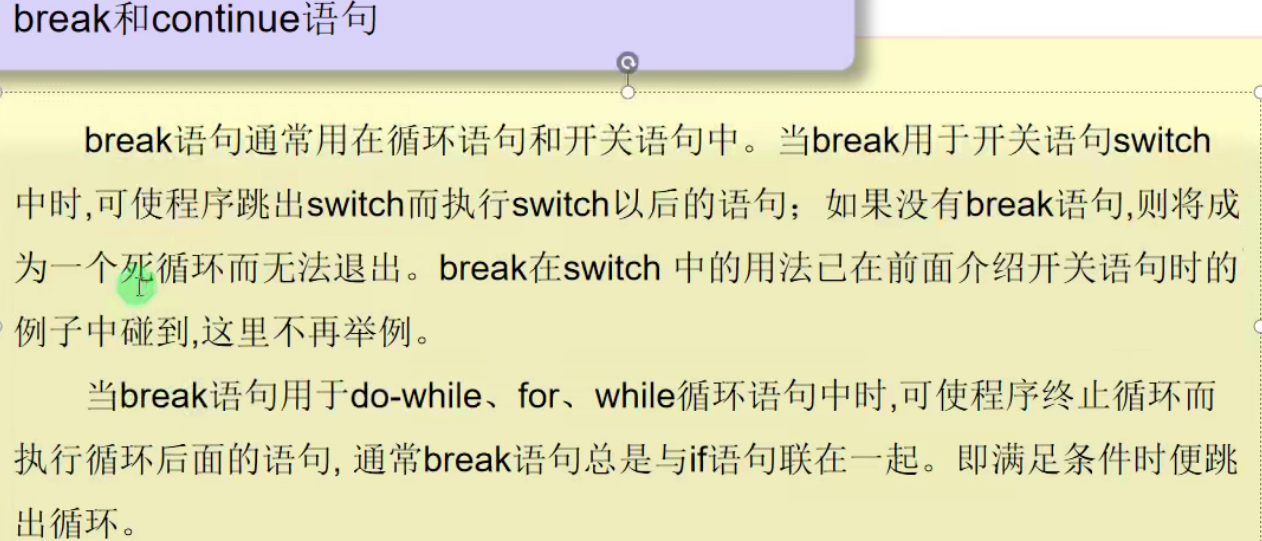 break和continue语句
break语句通常用在循环语句和开关语句中。当break用于开关语句switch
中时,可使程序跳出switch而执行switch以后的语句；如果没有break语句,则将成
为一个死循环而无法退出。break在switch 中的用法已在前面介绍开关语句时的
例子中碰到,这里不再举例。
当break语句用于do-while、for、while循环语句中时,可使程序终止循环而
执行循环后面的语句, 通常break语句总是与if语句联在一起。即满足条件时便跳
出循环。